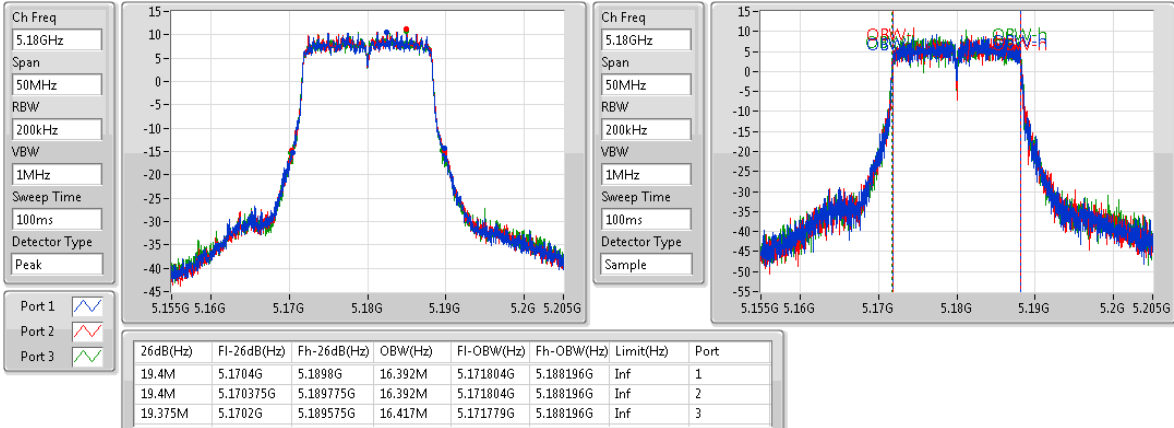 Ch Freq
5.18GHz
Span
50MHz
RBW
200kHz
VBW
1MHz
Sweep Time
100ms
Detector Type
Peak
15
10
5
0
-5
-10
-15
-20
-25
-30
-35
-40
-45
5.155G 5.16G 5.17G 5.18G 5.19G 5.2G 5.205G
Ch Freq
5.18GHz
Span
50MHz
RBW
200kHz
VBW
1MHz
Sweep Time
100ms
Detector Type
Sample
15
10
5
0
-5
-10
-15
-20
-25
-30
-35
-40
-45
-50
-55
OBW-h
5.155G 5.16G 5.17G 5.18G 5.19G 5.2G 5.205G
Port 1
Port 2
Port 3
26dB(Hz) Fl-26dB(Hz) Fh-26dB(Hz) OBW(Hz) Fl-OBW(Hz) Fh-OBW(Hz) Limit(Hz) Port
19.4M 5.1704G 5.1898G 16.392M 5.171804G 5.188196G Inf 1
19.4M 5.170375G 5.189775G 16.392M 5.171804G 5.188196G Inf 2
19.375M 5.1702G 5.189575G 16.417M 5.171779G 5.188196G Inf 3